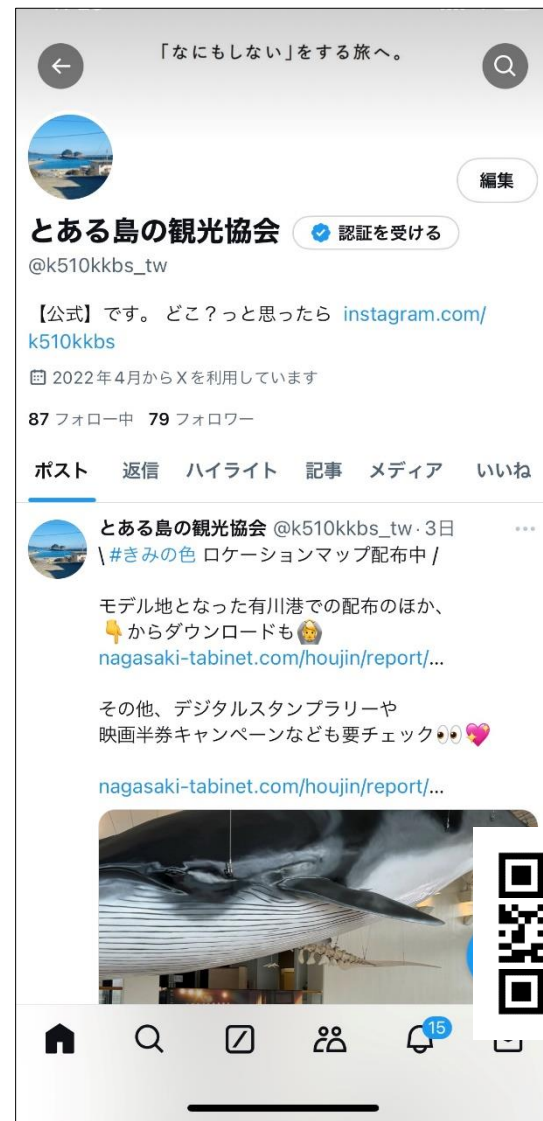 「なにもしない」をする旅へ。
編集
とある島の観光協会 認証を受ける
@k510kkbs_tw
【公式】です。 どこ？っと思ったら instagram.com/
k510kkbs
2022年4月からXを利用しています
87 フォロー中 79 フォロワー
ポスト 返信 ハイライト 記事 メディア いいね
とある島の観光協会 @k510kkbs_tw · 3日
\ #きみの色 ロケーションマップ配布中 /
モデル地となった有川港での配布のほか、
👇からダウンロードも🙆
nagasaki-tabinet.com/houjin/report/...
その他、デジタルスタンプラリーや
映画半券キャンペーンなども要チェック👀💖
nagasaki-tabinet.com/houjin/report/...
15